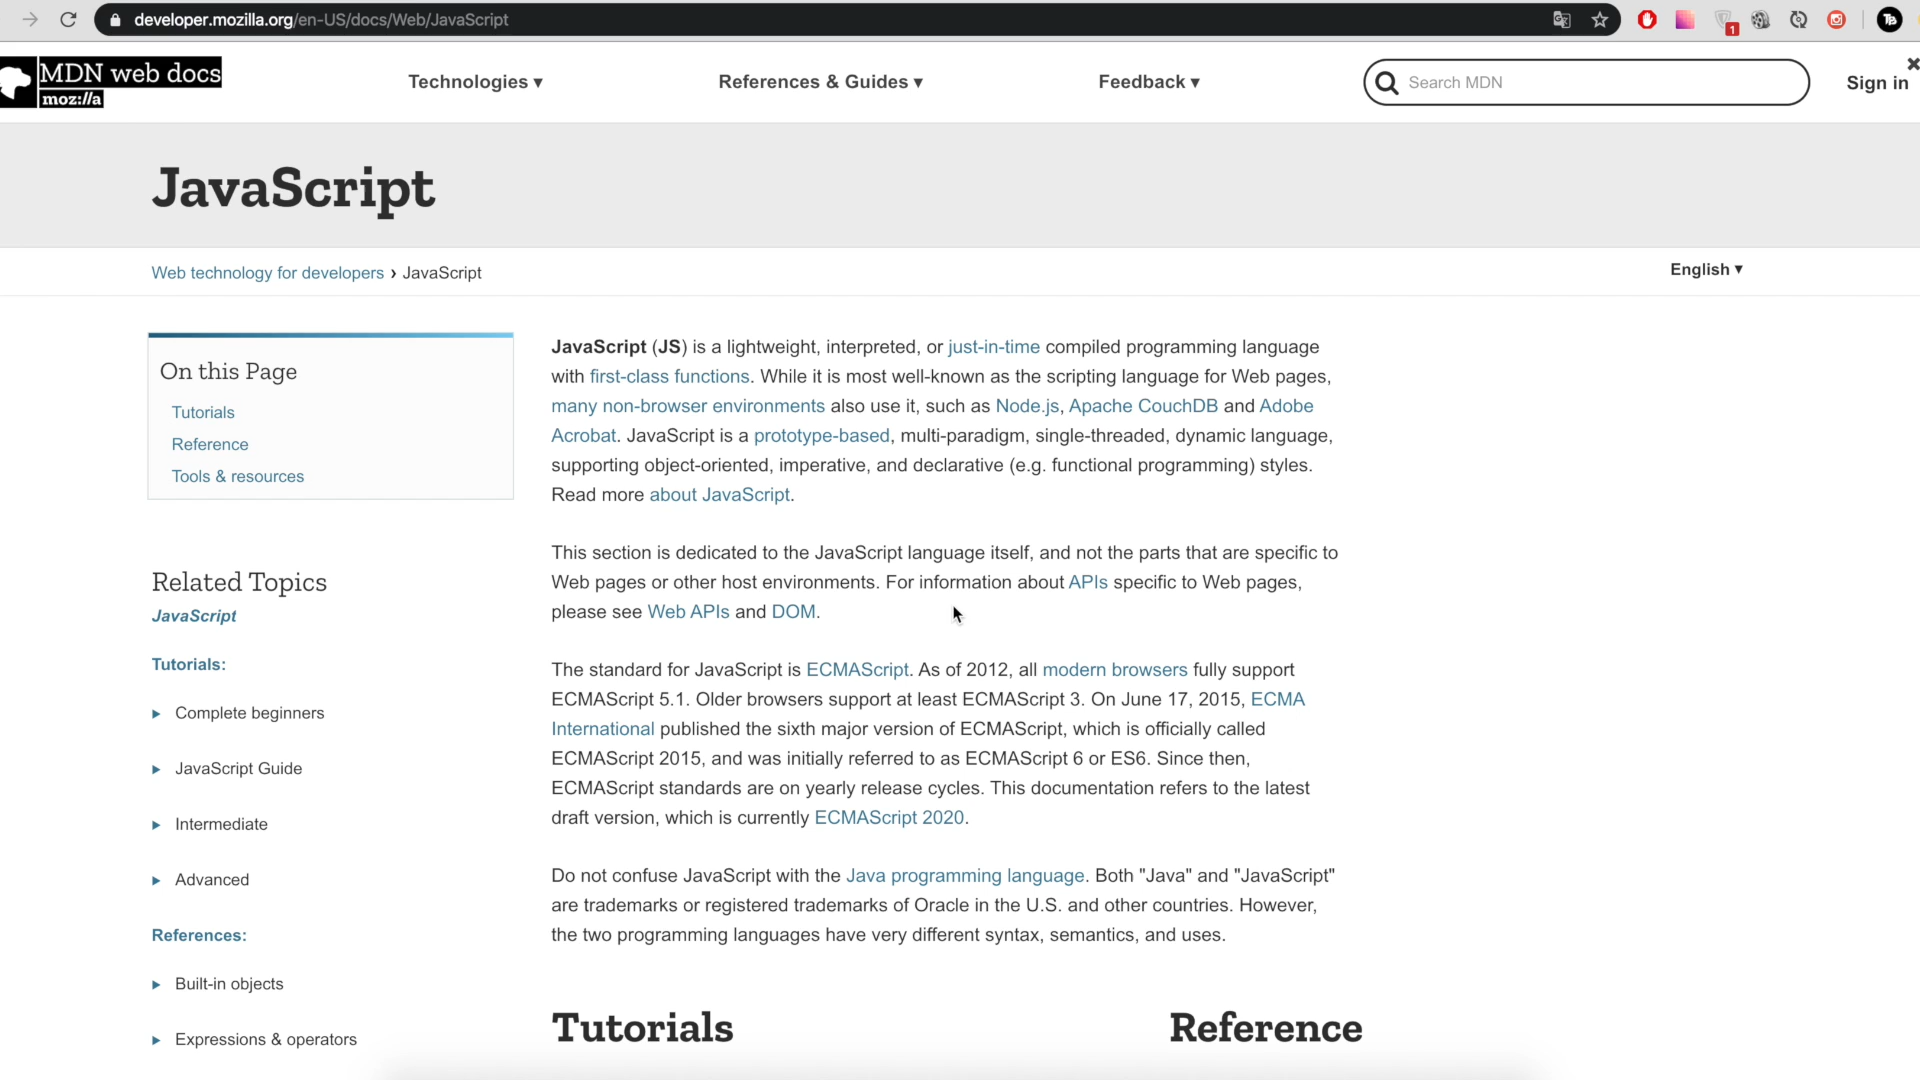 developer.mozilla.org/en-US/docs/Web/JavaScript
1
TB
MDN web docs
moz://a
Technologies ▾
References & Guides ▾
Feedback ▾
Search MDN
Sign in
JavaScript
Web technology for developers › JavaScript
English ▾
On this Page
Tutorials
Reference
Tools & resources
Related Topics
JavaScript
Tutorials:
Complete beginners
JavaScript Guide
Intermediate
Advanced
References:
Built-in objects
Expressions & operators
JavaScript (JS) is a lightweight, interpreted, or just-in-time compiled programming language
with first-class functions. While it is most well-known as the scripting language for Web pages,
many non-browser environments also use it, such as Node.js, Apache CouchDB and Adobe
Acrobat. JavaScript is a prototype-based, multi-paradigm, single-threaded, dynamic language,
supporting object-oriented, imperative, and declarative (e.g. functional programming) styles.
Read more about JavaScript.
This section is dedicated to the JavaScript language itself, and not the parts that are specific to
Web pages or other host environments. For information about APIs specific to Web pages,
please see Web APIs and DOM.
The standard for JavaScript is ECMAScript. As of 2012, all modern browsers fully support
ECMAScript 5.1. Older browsers support at least ECMAScript 3. On June 17, 2015, ECMA
International published the sixth major version of ECMAScript, which is officially called
ECMAScript 2015, and was initially referred to as ECMAScript 6 or ES6. Since then,
ECMAScript standards are on yearly release cycles. This documentation refers to the latest
draft version, which is currently ECMAScript 2020.
Do not confuse JavaScript with the Java programming language. Both "Java" and "JavaScript"
are trademarks or registered trademarks of Oracle in the U.S. and other countries. However,
the two programming languages have very different syntax, semantics, and uses.
Tutorials
Reference